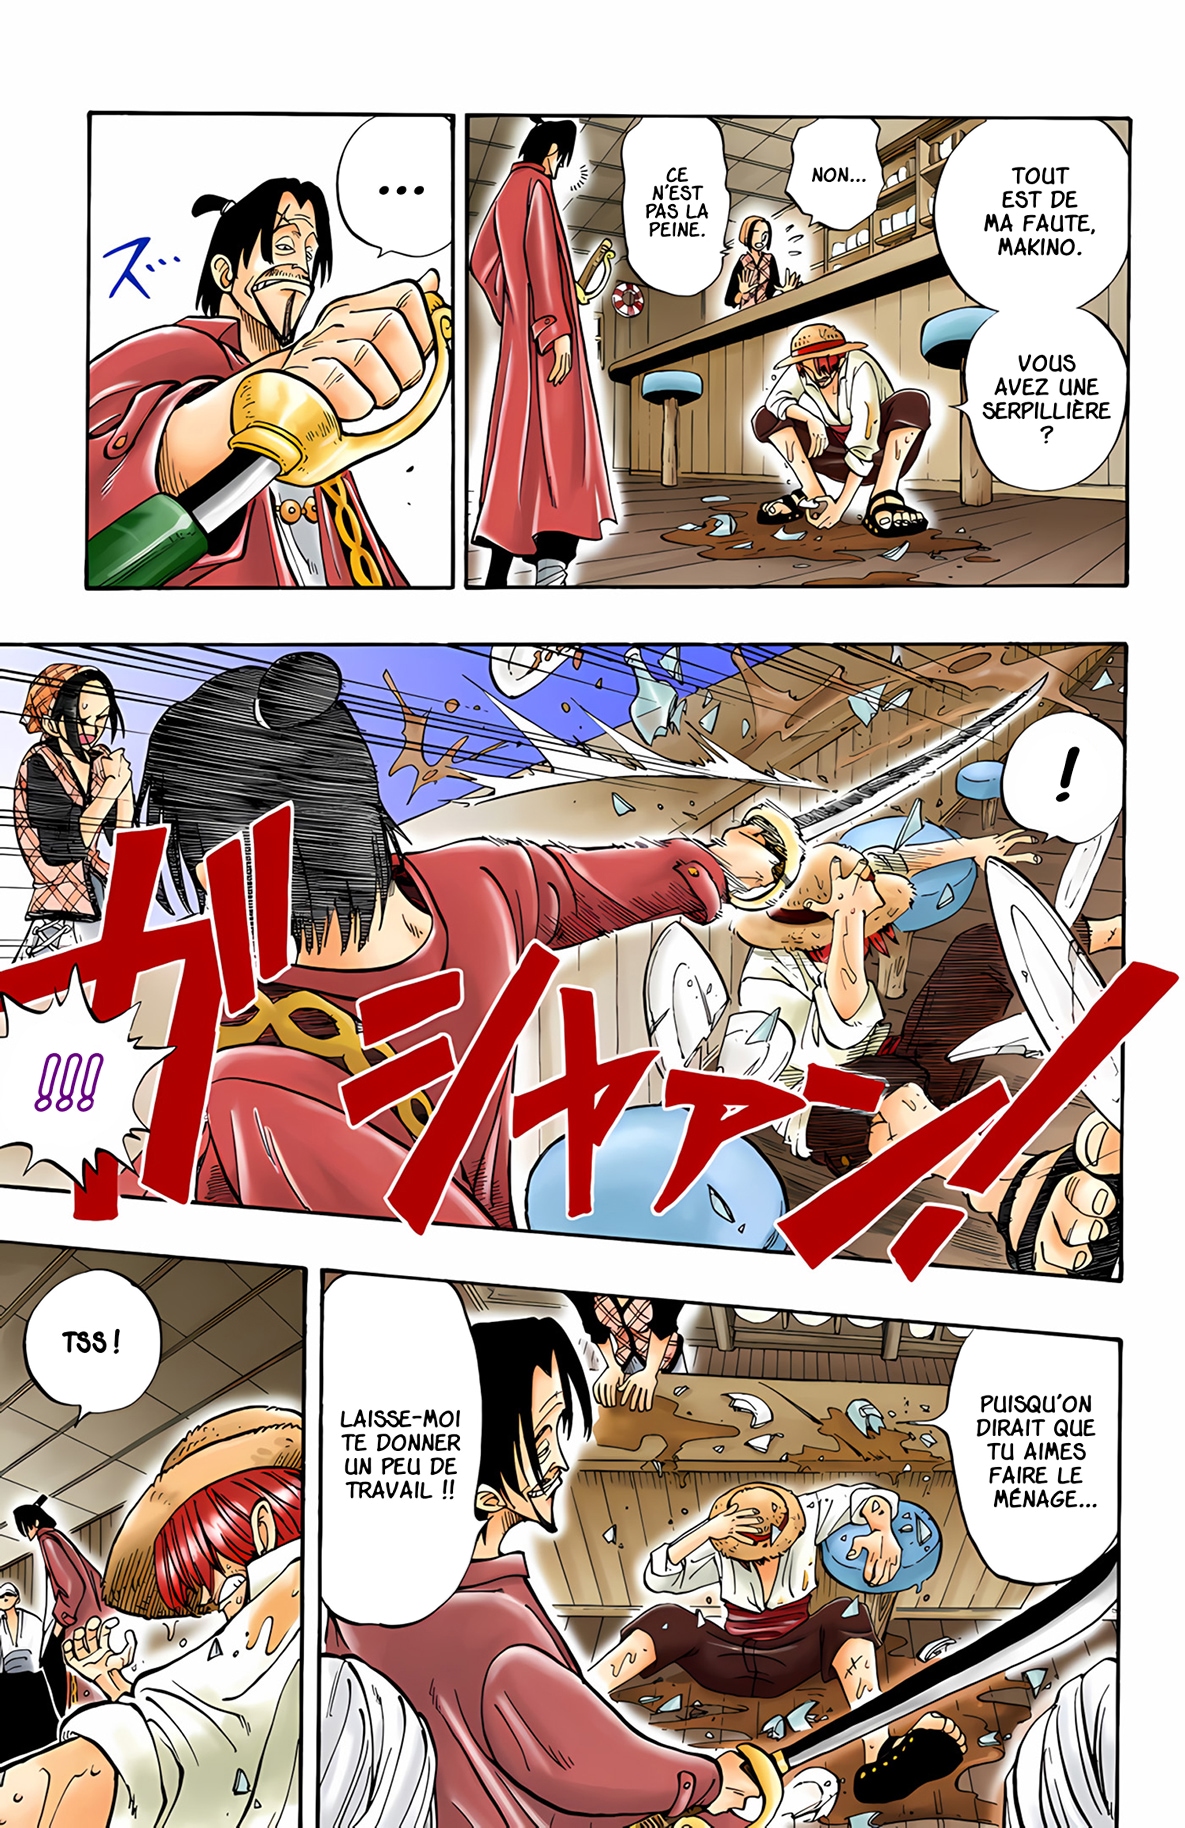 TOUT
EST DE
MA FAUTE,
MAKINO.
VOUS
AVEZ UNE
SERPILLIÈRE
?
NON...
CE
N'EST
PAS LA
PEINE.
...
ズ...
!
ガシャアン!
!!!
PUISQU'ON
DIRAIT QUE
TU AIMES
FAIRE LE
MÉNAGE...
LAISSE-MOI
TE DONNER
UN PEU DE
TRAVAIL !!
TSS !